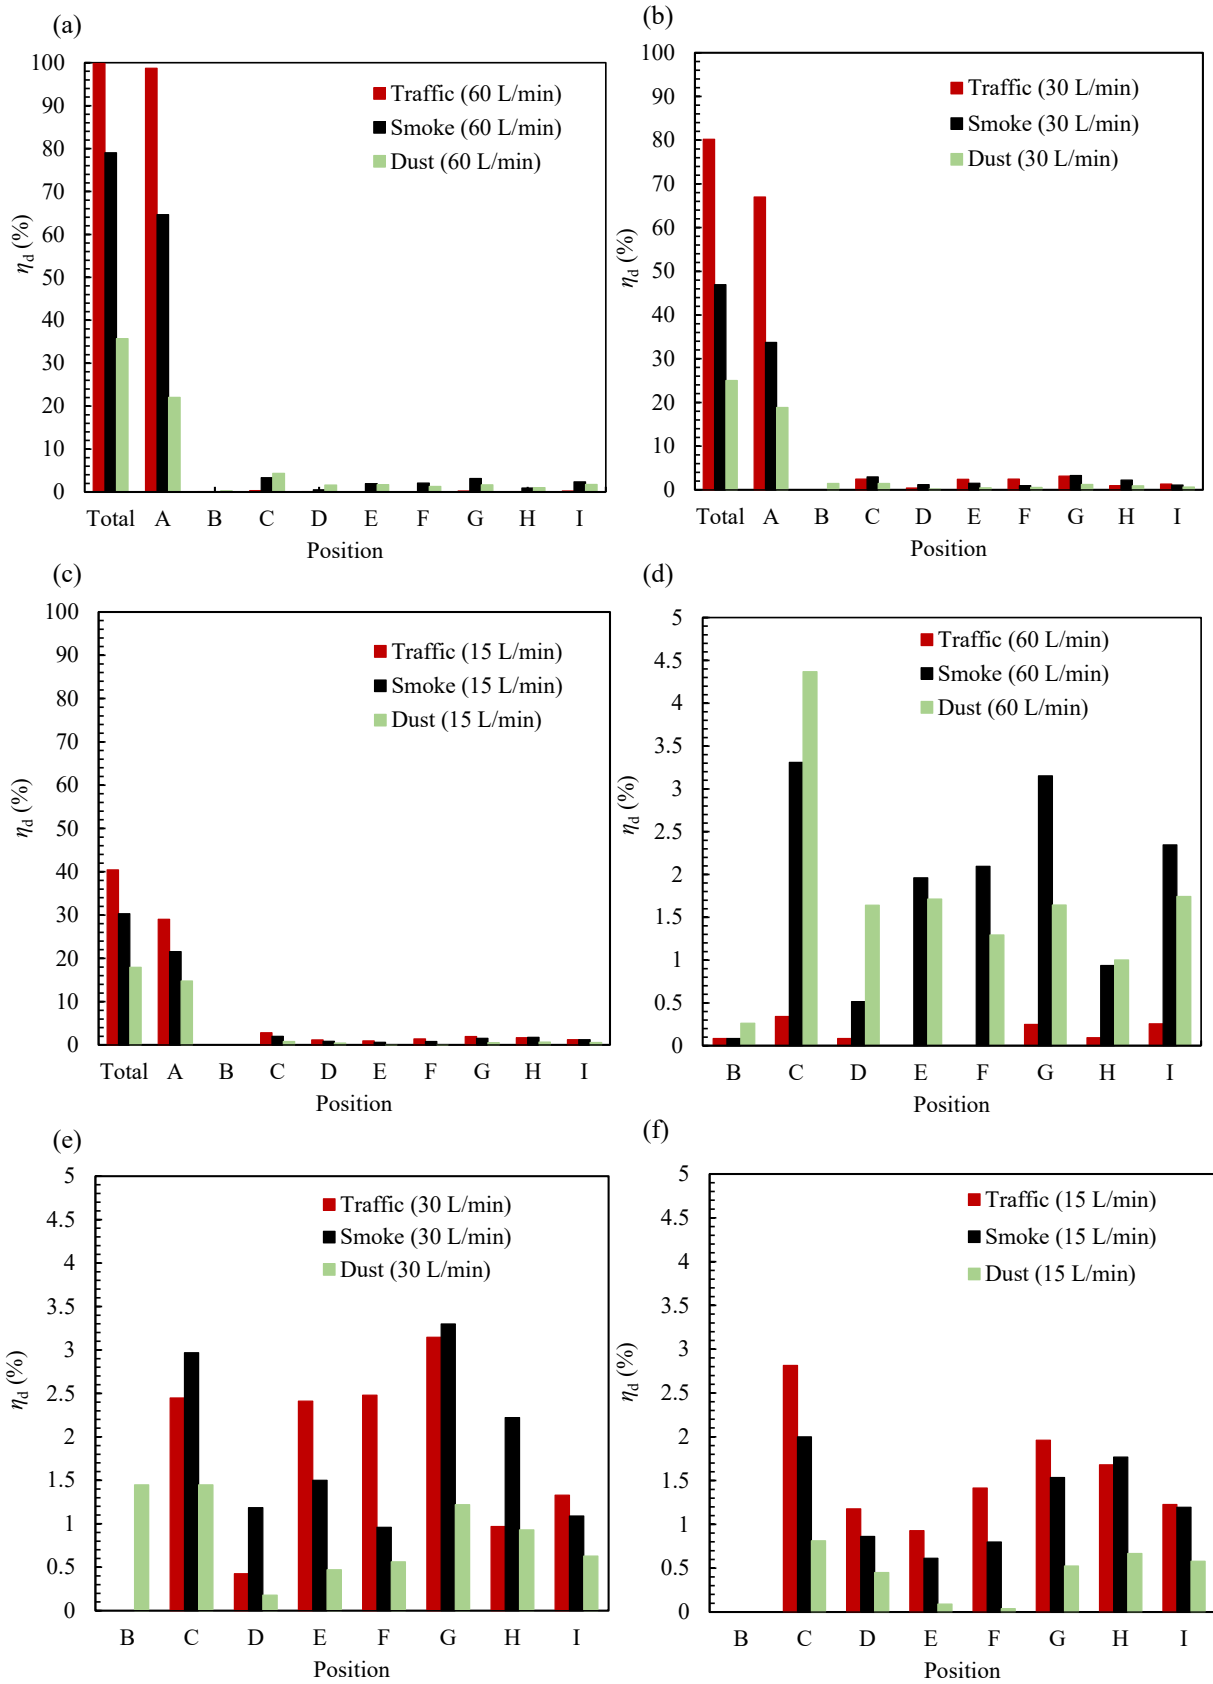 (a)
100
90
80
70
60
50
40
30
20
10
0
ηd (%)
Traffic (60 L/min)
Smoke (60 L/min)
Dust (60 L/min)
Total A B C D E F G H I
Position
(b)
100
90
80
70
60
50
40
30
20
10
0
ηd (%)
Traffic (30 L/min)
Smoke (30 L/min)
Dust (30 L/min)
Total A B C D E F G H I
Position
(c)
100
90
80
70
60
50
40
30
20
10
0
ηd (%)
Traffic (15 L/min)
Smoke (15 L/min)
Dust (15 L/min)
Total A B C D E F G H I
Position
(d)
5
4.5
4
3.5
3
2.5
2
1.5
1
0.5
0
ηd (%)
Traffic (60 L/min)
Smoke (60 L/min)
Dust (60 L/min)
B C D E F G H I
Position
(e)
5
4.5
4
3.5
3
2.5
2
1.5
1
0.5
0
ηd (%)
Traffic (30 L/min)
Smoke (30 L/min)
Dust (30 L/min)
B C D E F G H I
Position
(f)
5
4.5
4
3.5
3
2.5
2
1.5
1
0.5
0
ηd (%)
Traffic (15 L/min)
Smoke (15 L/min)
Dust (15 L/min)
B C D E F G H I
Position